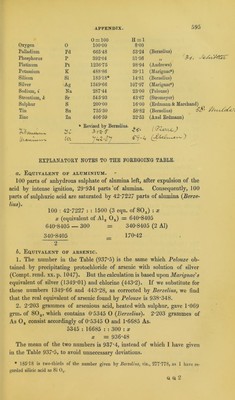 APPENDIX. 595
O = 100 H = 1
Oxygen O 100·00 8·00
Palladium Pd 665·48 53·24 (Berzelius)
Phosphorus P 392·04 31·36 „
Platinum Pt 1230·75 98·94 (Andrews)
Potassium K 488·86 39·11 (Marignac*)
Silicon Si 182·18* 14·81 (Berzelius)
Silver Ag 1349·66 107·97 (Marignac*)
Sodium Na 287·44 23·00 (Pelouze)
Strontium Sr 545·93 43·67 (Stromeyer)
Sulphur S 200·00 16·00 (Erdmann & Marchand)
Tin Sn 735·30 58·82 (Berzelius)
Zinc Zn 406·59 32·53 (Axel Erdmann)
* Revised by Berzelius
EXPLANATORY NOTES TO THE FOREGOING TABLE.
a. Equivalent of aluminium.
100 parts of anhydrous sulphate of alumina left, after expulsion of the
acid by intense ignition, 29·934 parts of alumina. Consequently, 100
parts of sulphuric acid are saturated by 42·7227 parts of alumina (Berze-
lius).
100 : 42·7227 : : 1500 (3 eqs. of SO₃) : x
x (equivalent of Al₂ O₃) = 640·8405
640·8405 — 300 = 340·8405 (2 Al)
340·8405 = 170·42
2
b. Equivalent of arsenic.
1. The number in the Table (937·5) is the same which Pelouze ob-
tained by precipitating protochloride of arsenic with solution of silver
(Compt. rend. xx. p. 1047). But the calculation is based upon Marignac's
equivalent of silver (1349·01) and chlorine (443·2). If we substitute for
these numbers 1349·66 and 443·28, as corrected by Berzelius, we find
that the real equivalent of arsenic found by Pelouze is 938·848.
2. 2·203 grammes of arsenious acid, heated with sulphur, gave 1·069
grm. of SO₂, which contains 0·5345 O (Berzelius). 2·203 grammes of
As O₃ consist accordingly of 0·5345 O and 1·6685 As.
5345 : 16685 : : 300 : x
x = 936·48
The mean of the two numbers is 937·4, instead of which I have given
in the Table 937·5, to avoid unnecessary deviations.
* 185·18 is two-thirds of the number given by Berzelius, viz., 277·778, as I have re-
garded silicic acid as Si O₂.
Q Q 2